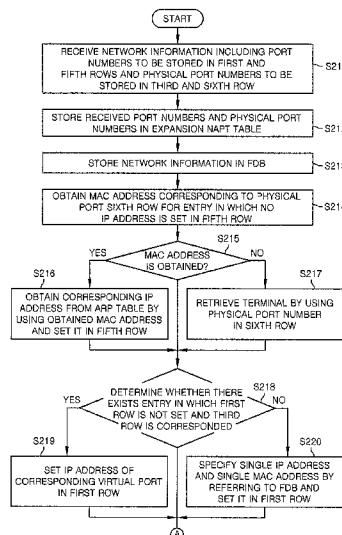 START
RECEIVE NETWORK INFORMATION INCLUDING PORT
NUMBERS TO BE STORED IN FIRST AND
FIFTH ROWS AND PHYSICAL PORT NUMBERS TO BE
STORED IN THIRD AND SIXTH ROW
S21
STORE RECEIVED PORT NUMBERS AND PHYSICAL PORT
NUMBERS IN EXPANSION NAPT TABLE
S21
STORE NETWORK INFORMATION IN FDB
S21
OBTAIN MAC ADDRESS CORRESPONDING TO PHYSICAL
PORT SIXTH ROW FOR ENTRY IN WHICH NO
IP ADDRESS IS SET IN FIFTH ROW
S21
S215
YES
MAC ADDRESS
IS OBTAINED?
NO
S216
OBTAIN CORRESPONDING IP
ADDRESS FROM ARP TABLE BY
USING OBTAINED MAC ADDRESS
AND SET IT IN FIFTH ROW
S217
RETRIEVE TERMINAL BY USING
PHYSICAL PORT NUMBER
IN SIXTH ROW
S218
YES
DETERMINE WHETHER THERE
EXISTS ENTRY IN WHICH FIRST
ROW IS NOT SET AND THIRD
ROW IS CORRESPONDED
NO
S219
SET IP ADDRESS OF
CORRESPONDING VIRTUAL PORT
IN FIRST ROW
S220
SPECIFY SINGLE IP ADDRESS
AND SINGLE MAC ADDRESS BY
REFERRING TO FDB AND
SET IT IN FIRST ROW
A